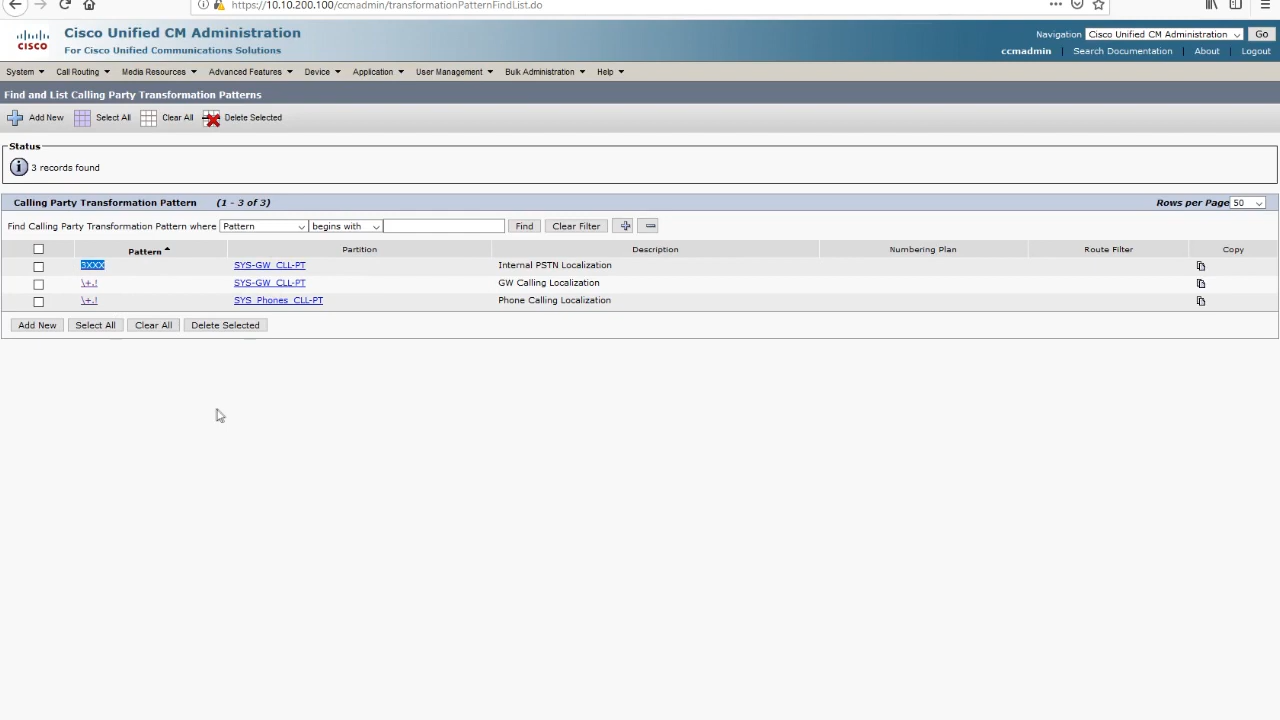 https://10.10.200.100/ccmadmin/transformationPatternFindList.do
Cisco Unified CM Administration
For Cisco Unified Communications Solutions
CISCO
Navigation Cisco Unified CM Administration Go
ccmadmin | Search Documentation | About | Logout
System Call Routing Media Resources Advanced Features Device Application User Management Bulk Administration Help
Find and List Calling Party Transformation Patterns
Add New Select All Clear All Delete Selected
Status
3 records found
Calling Party Transformation Pattern (1 - 3 of 3) Rows per Page 50
Find Calling Party Transformation Pattern where Pattern begins with Find Clear Filter
Pattern Partition Description Numbering Plan Route Filter Copy
3XXX SYS-GW_CLL-PT Internal PSTN Localization
\+.! SYS-GW_CLL-PT GW Calling Localization
\+.! SYS_Phones_CLL-PT Phone Calling Localization
Add New Select All Clear All Delete Selected